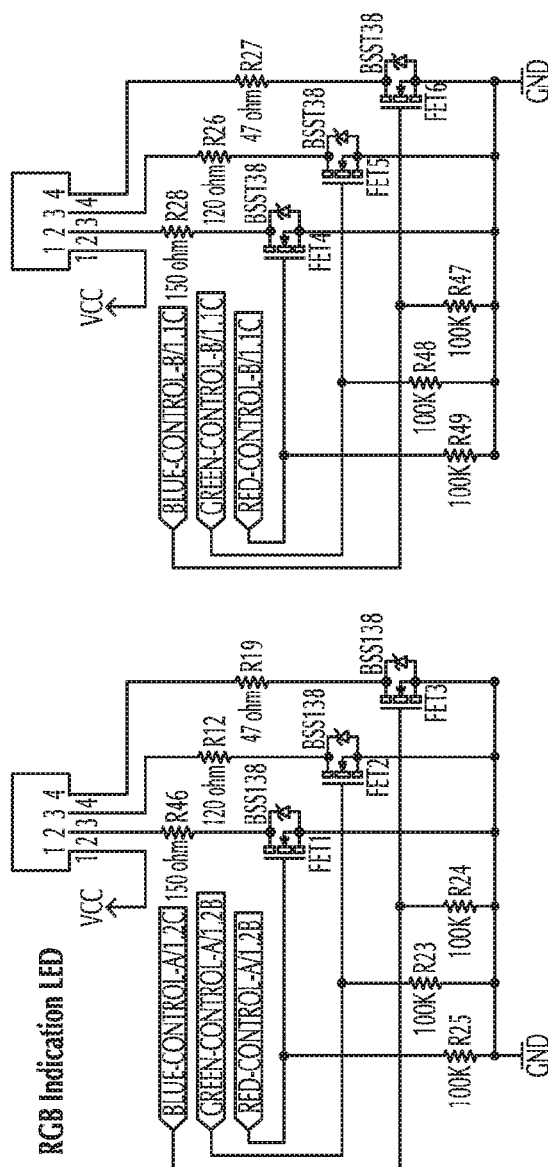 RGB Indication LED
1 2 3 4
1 2 3 4
VCC
150 ohm R46
120 ohm R12
47 ohm R19
BLUE-CONTROL-A/1.2C
GREEN-CONTROL-A/1.2B
RED-CONTROL-A/1.2B
BSS138
FET1
BSS138
FET2
BSS138
FET3
100K R25
100K R23
100K R24
GND
1 2 3 4
1 2 3 4
VCC
150 ohm R28
120 ohm R26
47 ohm R27
BLUE-CONTROL-B/1.1C
GREEN-CONTROL-B/1.1C
RED-CONTROL-B/1.1C
BSST38
FET4
BSST38
FET5
BSST38
FET6
100K R49
100K R48
100K R47
GND